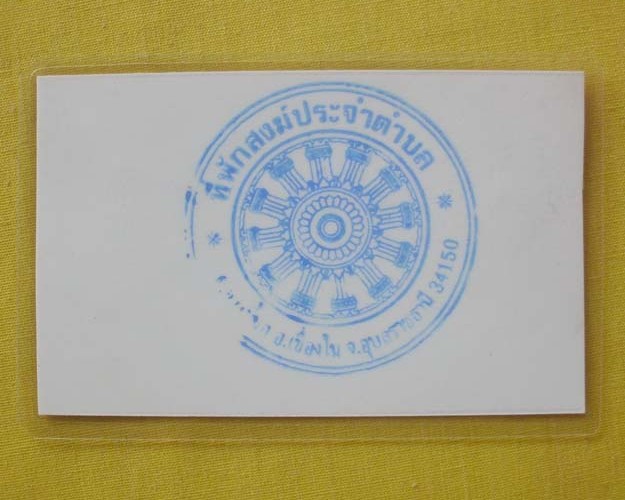 ที่พักสงฆ์ประจำตำบล
อ.เขื่องใน จ.อุบลราชธานี 34150